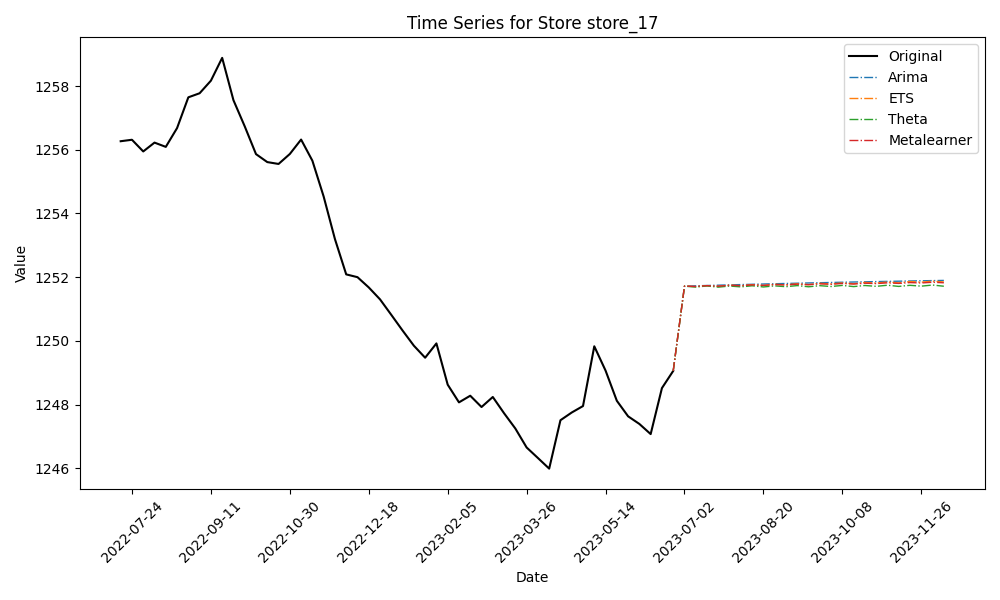 Time Series for Store store_17
Original
Arima
ETS
Theta
Metalearner
Value
1258
1256
1254
1252
1250
1248
1246
2022-07-24
2022-09-11
2022-10-30
2022-12-18
2023-02-05
2023-03-26
2023-05-14
2023-07-02
2023-08-20
2023-10-08
2023-11-26
Date